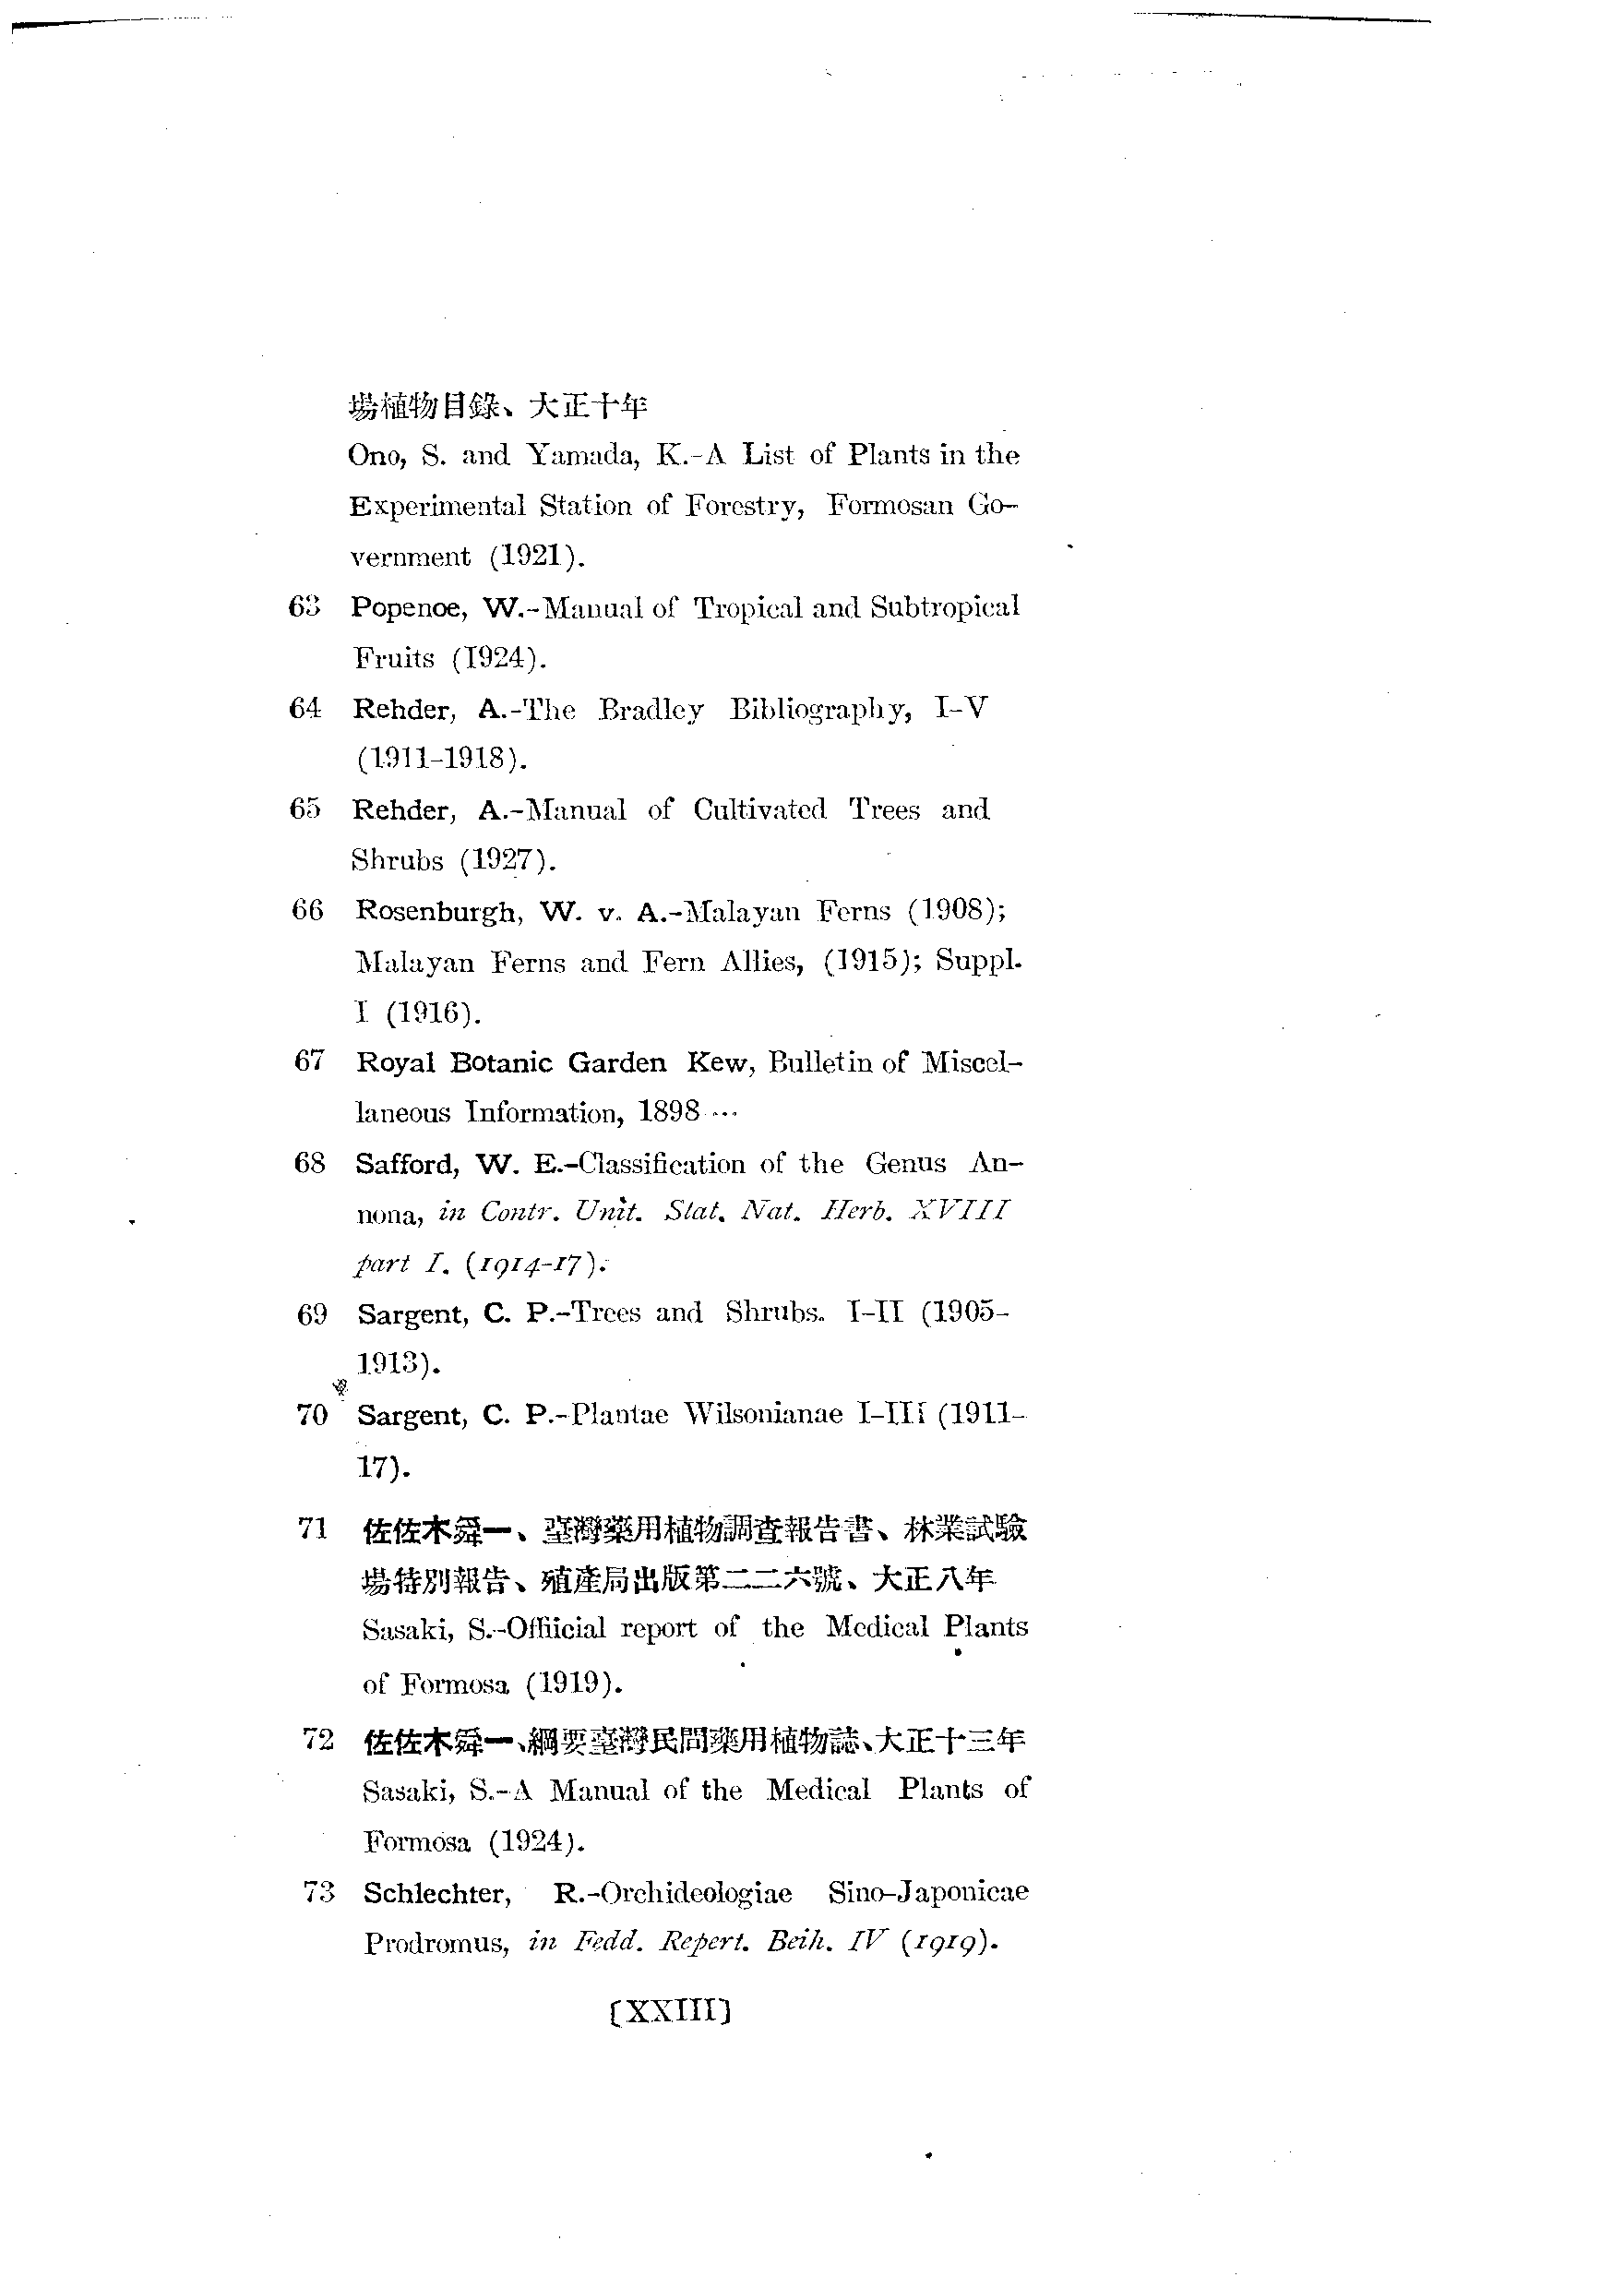 場植物目錄、大正十年
Ono, S. and Yamada, K.-A List of Plants in the
Experimental Station of Forestry, Formosan Go-
vernment (1921).
63 Popenoe, W.-Manual of Tropical and Subtropical
Fruits (1924).
64 Rehder, A.-The Bradley Bibliography, I-V
(1911-1918).
65 Rehder, A.-Manual of Cultivated Trees and
Shrubs (1927).
66 Rosenburgh, W. v. A.-Malayan Ferns (1908);
Malayan Ferns and Fern Allies, (1915); Suppl.
I (1916).
67 Royal Botanic Garden Kew, Bulletin of Miscel-
laneous Information, 1898 ...
68 Safford, W. E.-Classification of the Genus An-
nona, in Contr. Unit. Stat. Nat. Herb. XVIII
part I. (1914-17).
69 Sargent, C. P.-Trees and Shrubs. I-II (1905-
1913).
70 Sargent, C. P.-Plantae Wilsonianae I-III (1911-
17).
71 佐佐木舜一、臺灣藥用植物調查報告書、林業試驗
場特別報告、殖產局出版第二二六號、大正八年
Sasaki, S.-Offiicial report of the Medical Plants
of Formosa (1919).
72 佐佐木舜一、綱要臺灣民間藥用植物誌、大正十三年
Sasaki, S.-A Manual of the Medical Plants of
Formosa (1924).
73 Schlechter, R.-Orchideologiae Sino-Japonicae
Prodromus, in Fedd. Repert. Beih. IV (1919).
(XXIII)